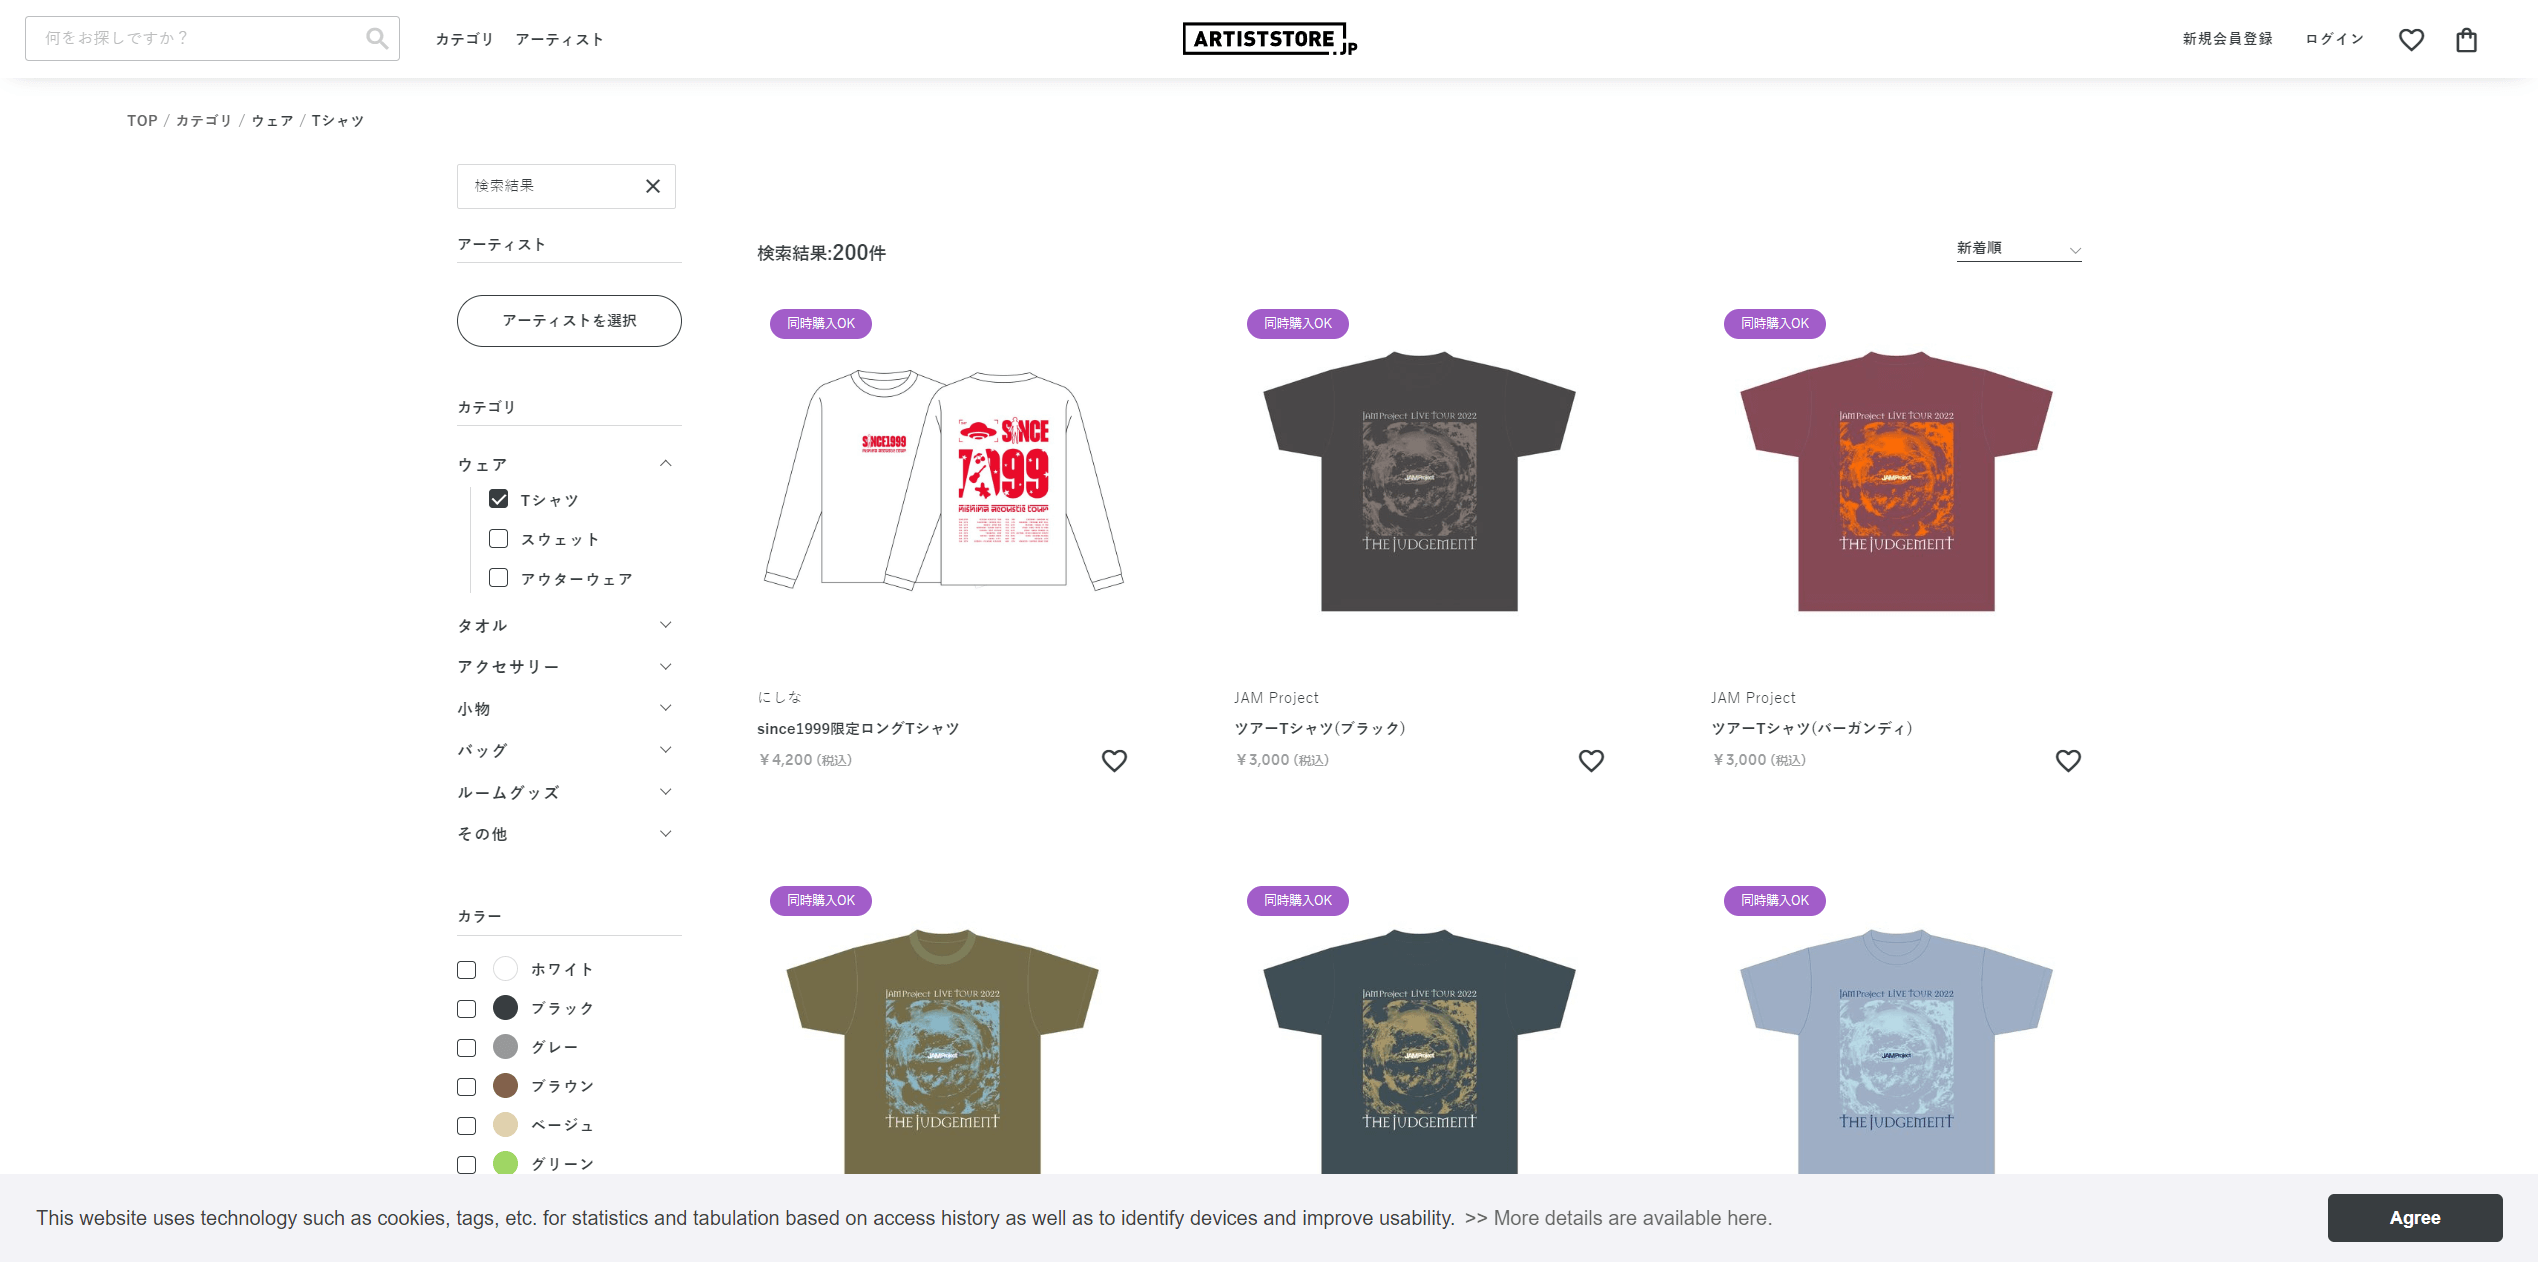 何をお探しですか？
カテゴリ アーティスト
ARTISTSTORE.JP
新規会員登録 ログイン
TOP / カテゴリ / ウェア / Tシャツ
検索結果
アーティスト
アーティストを選択
カテゴリ
ウェア
Tシャツ
スウェット
アウターウェア
タオル
アクセサリー
小物
バッグ
ルームグッズ
その他
カラー
ホワイト
ブラック
グレー
ブラウン
ベージュ
グリーン
検索結果:200件
新着順
同時購入OK
SINCE1999
SINCE
1999
nishina acoustic tour
にしな
since1999限定ロングTシャツ
¥4,200 (税込)
同時購入OK
JAM Project LIVE TOUR 2022
JAMProject
THE JUDGEMENT
JAM Project
ツアーTシャツ(ブラック)
¥3,000 (税込)
同時購入OK
JAM Project LIVE TOUR 2022
JAMProject
THE JUDGEMENT
JAM Project
ツアーTシャツ(バーガンディ)
¥3,000 (税込)
同時購入OK
JAM Project LIVE TOUR 2022
JAMProject
THE JUDGEMENT
同時購入OK
JAM Project LIVE TOUR 2022
JAMProject
THE JUDGEMENT
同時購入OK
JAM Project LIVE TOUR 2022
JAMProject
THE JUDGEMENT
This website uses technology such as cookies, tags, etc. for statistics and tabulation based on access history as well as to identify devices and improve usability. >> More details are available here.
Agree